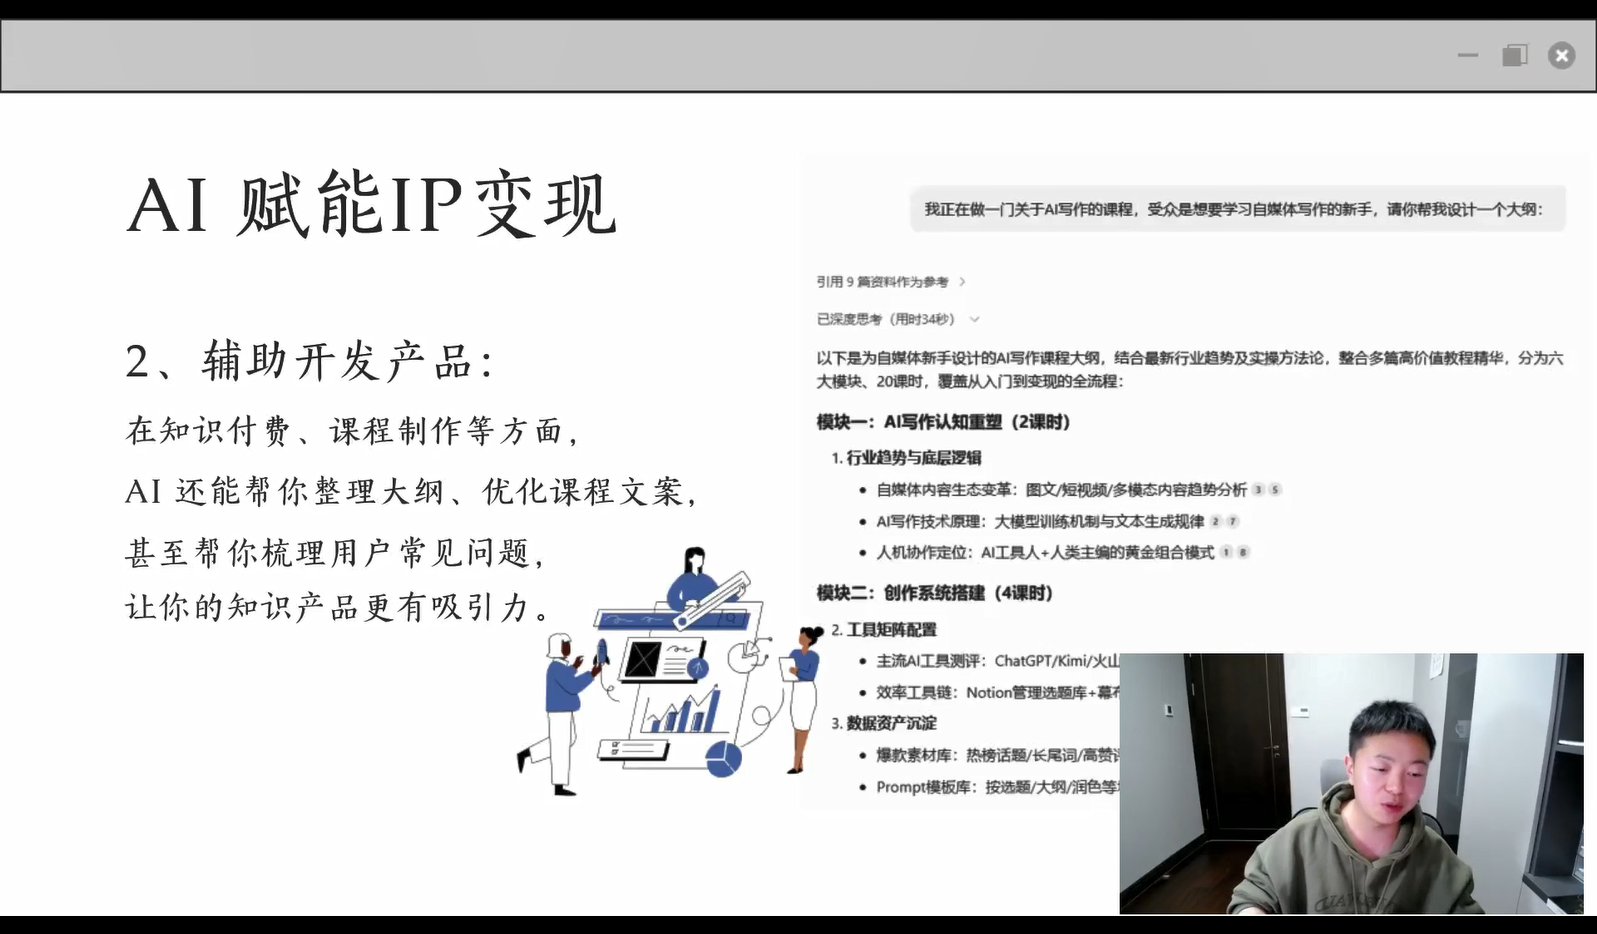 AI 赋能IP变现
2、辅助开发产品：
在知识付费、课程制作等方面，
AI 还能帮你整理大纲、优化课程文案，
甚至帮你梳理用户常见问题，
让你的知识产品更有吸引力。
我正在做一门关于AI写作的课程，受众是想要学习自媒体写作的新手，请你帮我设计一个大纲：
引用 9 篇资料作为参考
已深度思考（用时34秒）
以下是为自媒体新手设计的AI写作课程大纲，结合最新行业趋势及实操方法论，整合多篇高价值教程精华，分为六
大模块、20课时，覆盖从入门到变现的全流程：
模块一：AI写作认知重塑（2课时）
1. 行业趋势与底层逻辑
• 自媒体内容生态变革：图文/短视频/多模态内容趋势分析 3 5
• AI写作技术原理：大模型训练机制与文本生成规律 2 7
• 人机协作定位：AI工具人+人类主编的黄金组合模式 1 8
模块二：创作系统搭建（4课时）
2. 工具矩阵配置
• 主流AI工具测评：ChatGPT/Kimi/火山
• 效率工具链：Notion管理选题库+幕布
3. 数据资产沉淀
• 爆款素材库：热榜话题/长尾词/高赞
• Prompt模板库：按选题/大纲/润色等